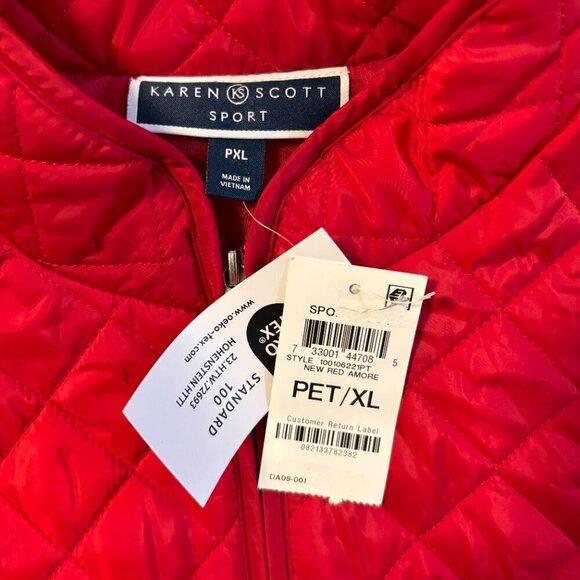 KAREN KS SCOTT
SPORT
PXL
MADE IN
VIETNAM
SPO
7 33001 44708 5
STYLE 100106221PT
NEW RED AMORE
PET/XL
Customer Return Label
082133782382
DA09-001
www.oeko-tex.com
STANDARD
100
23.HTW.72693
HOHENSTEIN HTTI